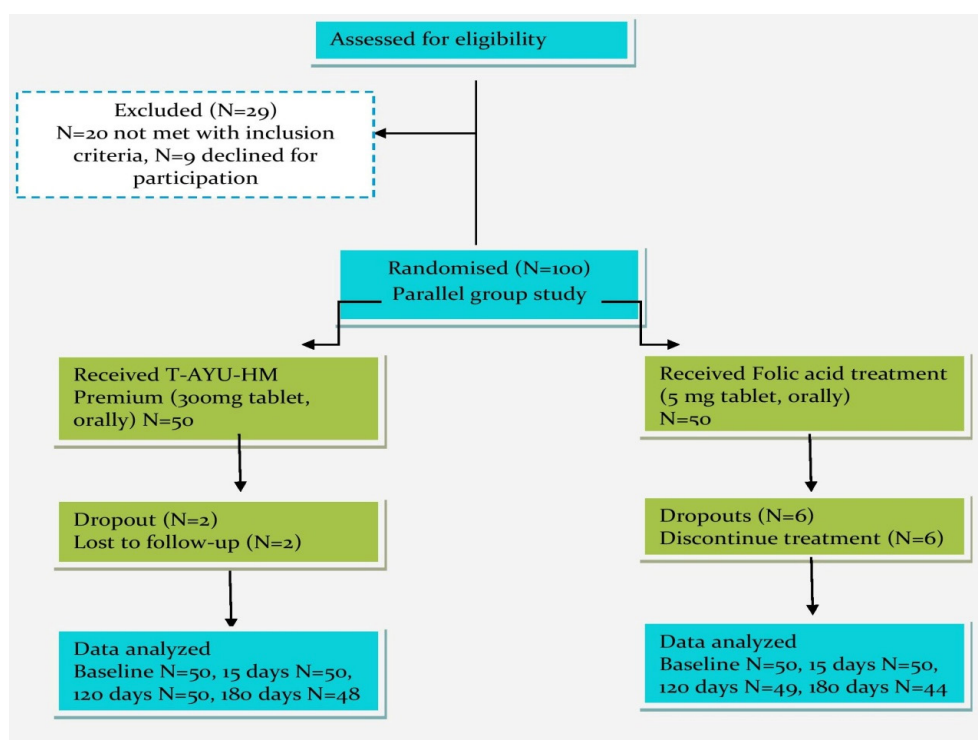 Assessed for eligibility
Excluded (N=29)
N=20 not met with inclusion
criteria, N=9 declined for
participation
Randomised (N=100)
Parallel group study
Received T-AYU-HM
Premium (300mg tablet,
orally) N=50
Received Folic acid treatment
(5 mg tablet, orally)
N=50
Dropout (N=2)
Lost to follow-up (N=2)
Dropouts (N=6)
Discontinue treatment (N=6)
Data analyzed
Baseline N=50, 15 days N=50,
120 days N=50, 180 days N=48
Data analyzed
Baseline N=50, 15 days N=50,
120 days N=49, 180 days N=44